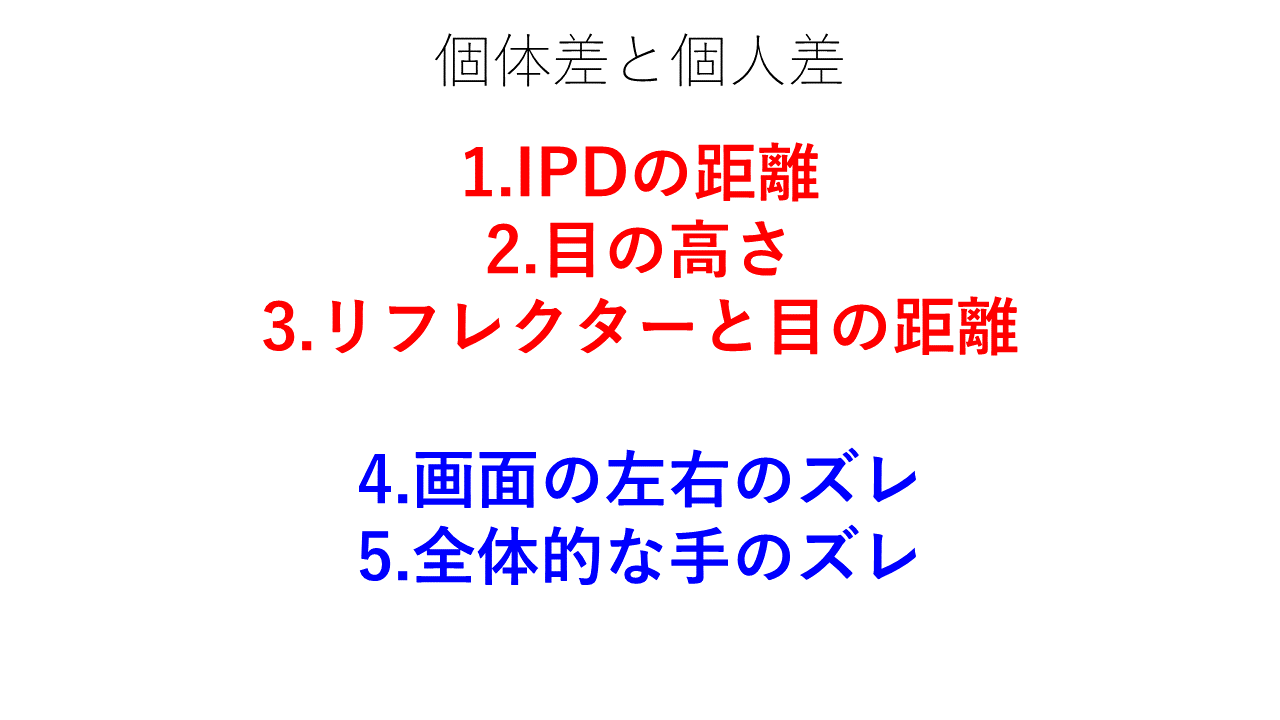 個体差と個人差
1.IPDの距離
2.目の高さ
3.リフレクターと目の距離
4.画面の左右のズレ
5.全体的な手のズレ